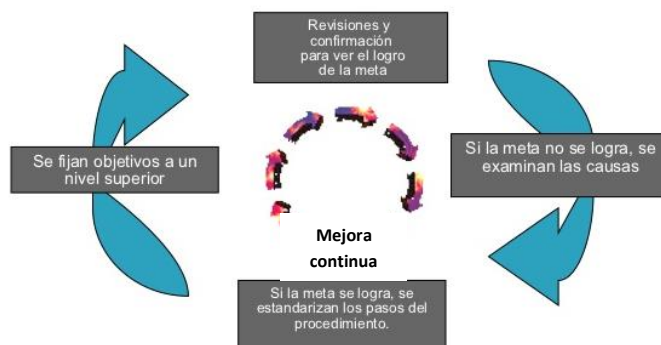 Revisiones y
confirmación
para ver el logro
de la meta
Se fijan objetivos a un
nivel superior
Si la meta no se logra, se
examinan las causas
Mejora
continua
Si la meta se logra, se
estandarizan los pasos del
procedimiento.